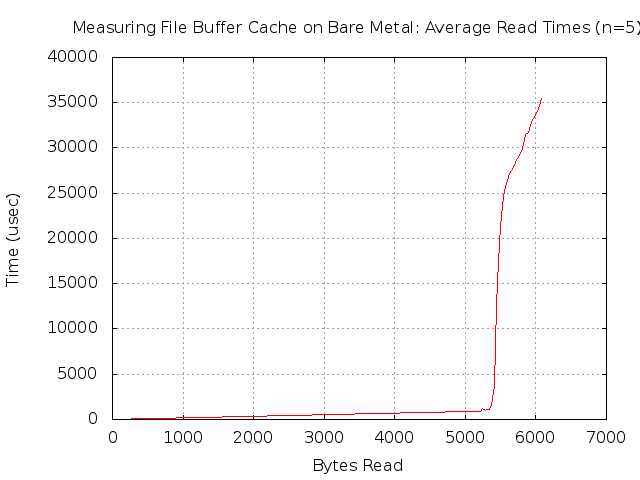 Measuring File Buffer Cache on Bare Metal: Average Read Times (n=5)
40000
35000
30000
25000
20000
15000
10000
5000
0
Time (usec)
0 1000 2000 3000 4000 5000 6000 7000
Bytes Read